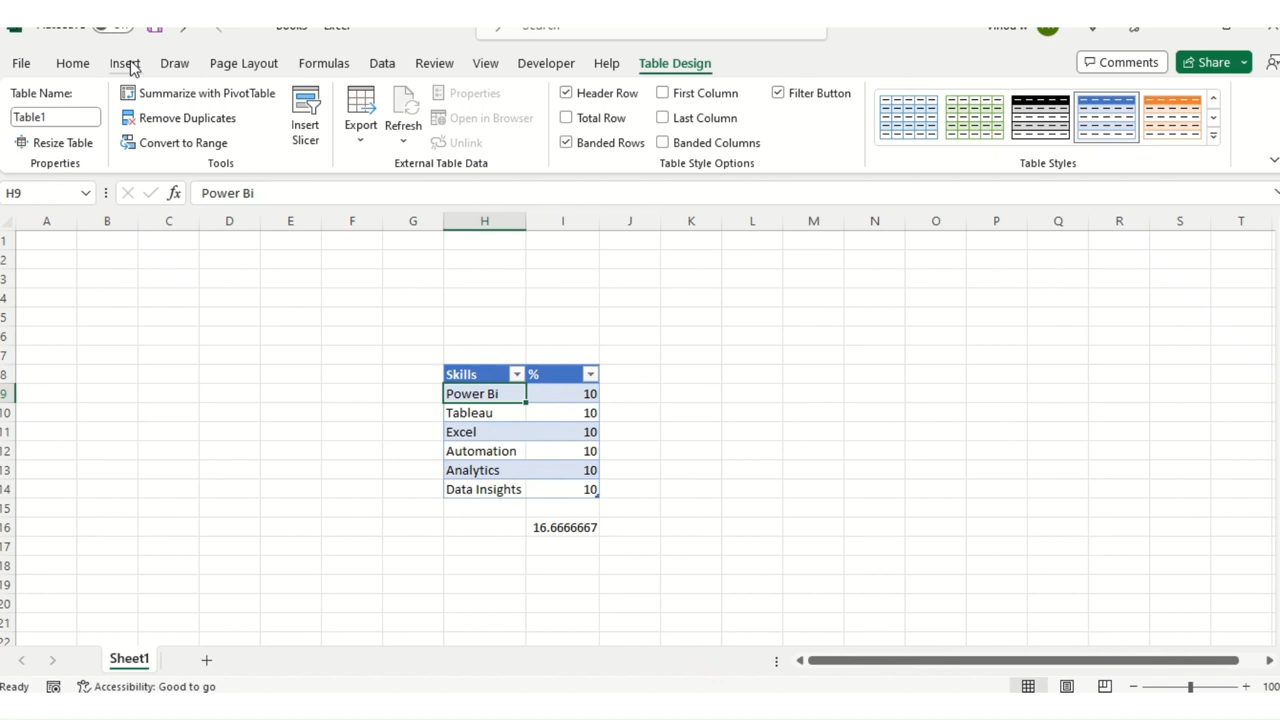 File Home Insert Draw Page Layout Formulas Data Review View Developer Help Table Design Comments Share
Table Name: Summarize with PivotTable Properties Header Row First Column Filter Button
Table1 Remove Duplicates Insert Slicer Export Refresh Open in Browser Total Row Last Column
Resize Table Convert to Range Unlink Banded Rows Banded Columns
Properties Tools External Table Data Table Style Options Table Styles
H9 fx Power Bi
A B C D E F G H I J K L M N O P Q R S T
1
2
3
4
5
6
7
8 Skills %
9 Power Bi 10
10 Tableau 10
11 Excel 10
12 Automation 10
13 Analytics 10
14 Data Insights 10
15
16 16.6666667
17
18
19
20
21
22
Sheet1
Ready Accessibility: Good to go 100